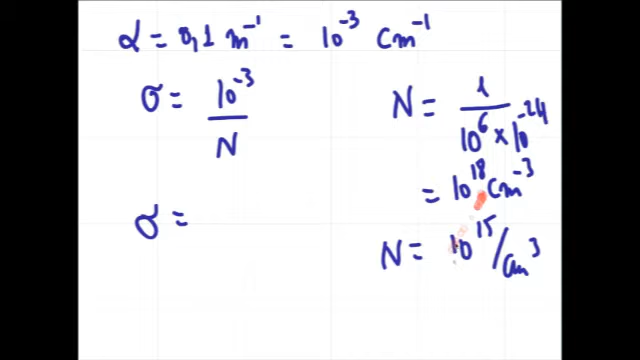 α = 0,1 m⁻¹ = 10⁻³ cm⁻¹
σ = 10⁻³ / N
N = 1 / 10⁶ × 10⁻²⁴
= 10¹⁸ cm⁻³
σ =
N = 10¹⁵ / cm³